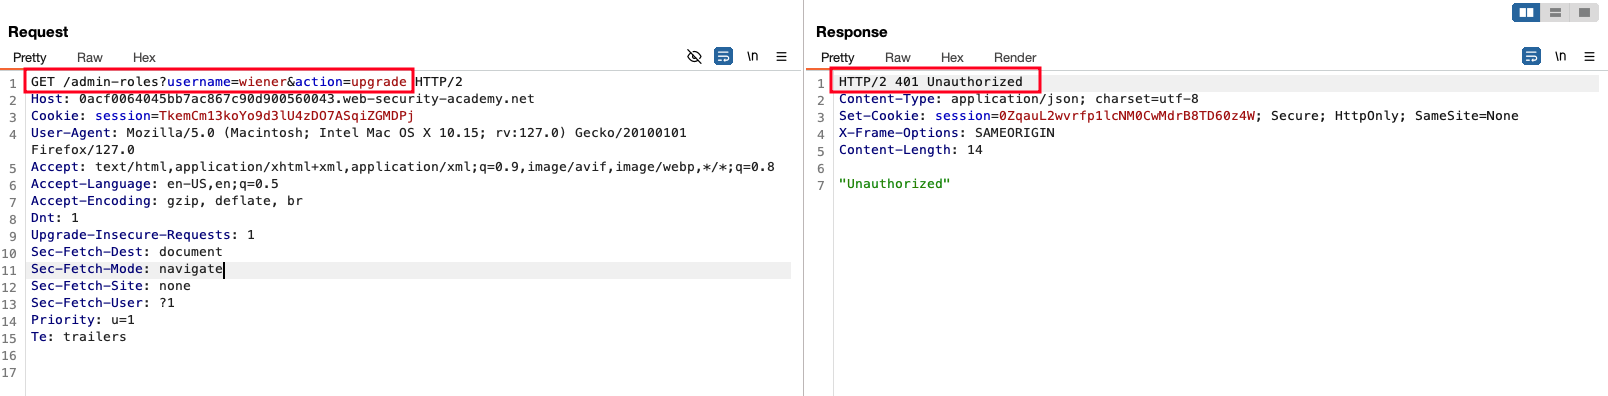 Request
Pretty Raw Hex \n
1 GET /admin-roles?username=wiener&action=upgrade HTTP/2
2 Host: 0acf0064045bb7ac867c90d900560043.web-security-academy.net
3 Cookie: session=TkemCm13koYo9d3lU4zDO7ASqiZGMDPj
4 User-Agent: Mozilla/5.0 (Macintosh; Intel Mac OS X 10.15; rv:127.0) Gecko/20100101
Firefox/127.0
5 Accept: text/html,application/xhtml+xml,application/xml;q=0.9,image/avif,image/webp,*/*;q=0.8
6 Accept-Language: en-US,en;q=0.5
7 Accept-Encoding: gzip, deflate, br
8 Dnt: 1
9 Upgrade-Insecure-Requests: 1
10 Sec-Fetch-Dest: document
11 Sec-Fetch-Mode: navigate
12 Sec-Fetch-Site: none
13 Sec-Fetch-User: ?1
14 Priority: u=1
15 Te: trailers
16
17
Response
Pretty Raw Hex Render \n
1 HTTP/2 401 Unauthorized
2 Content-Type: application/json; charset=utf-8
3 Set-Cookie: session=0ZqauL2wvrfp1lcNM0CwMdrB8TD60z4W; Secure; HttpOnly; SameSite=None
4 X-Frame-Options: SAMEORIGIN
5 Content-Length: 14
6
7 "Unauthorized"